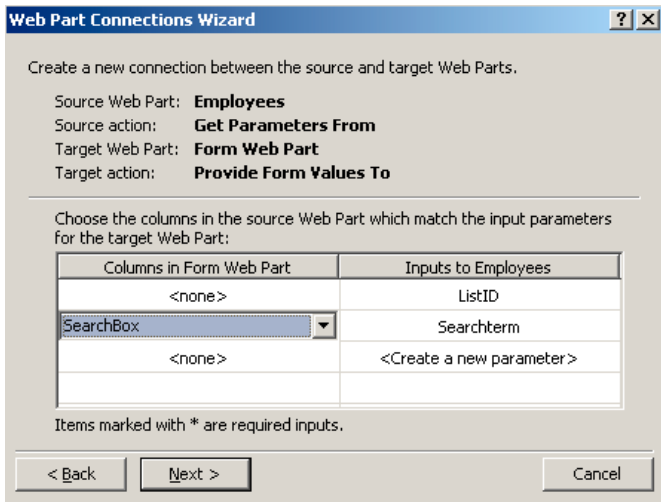 Web Part Connections Wizard
Create a new connection between the source and target Web Parts.
Source Web Part: Employees
Source action: Get Parameters From
Target Web Part: Form Web Part
Target action: Provide Form Values To
Choose the columns in the source Web Part which match the input parameters
for the target Web Part:
Columns in Form Web Part Inputs to Employees
<none> ListID
SearchBox Searchterm
<none> <Create a new parameter>
Items marked with * are required inputs.
< Back Next > Cancel